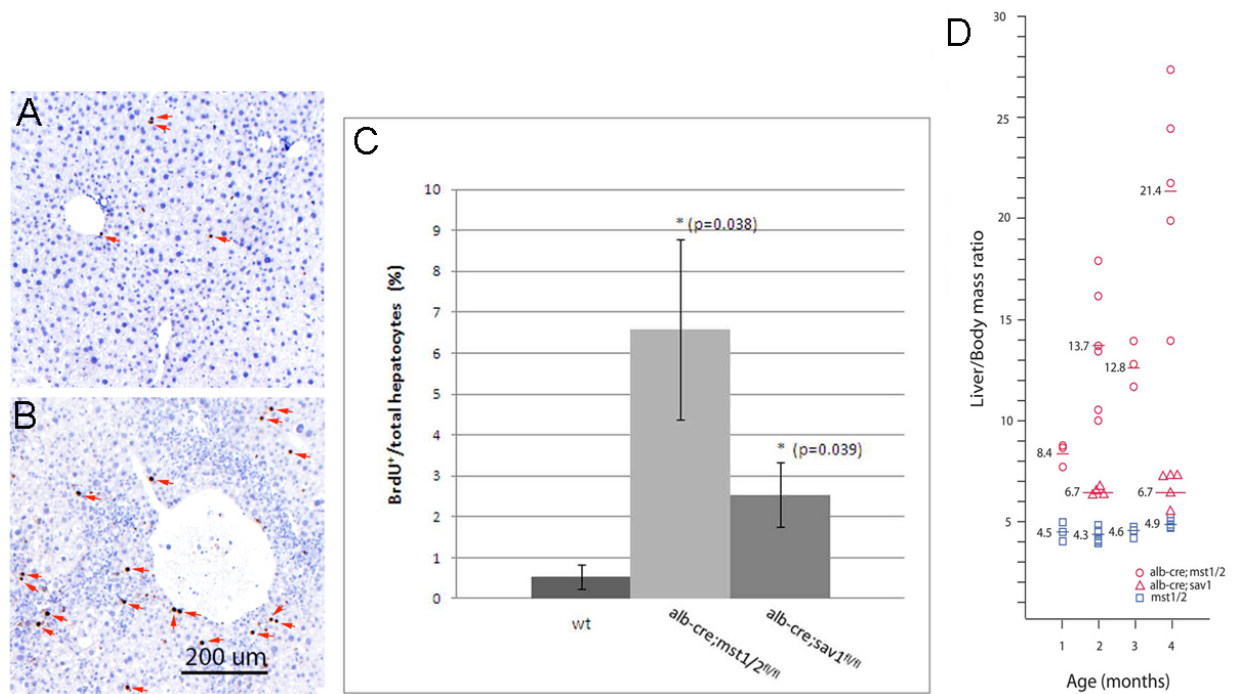 A
B
200 um
C
BrdU⁺/total hepatocytes (%)
10
9
8
7
6
5
4
3
2
1
0
* (p=0.038)
* (p=0.039)
wt
alb-cre;mst1/2fl/fl
alb-cre;sav1fl/fl
D
Liver/Body mass ratio
30
25
20
15
10
5
21.4
13.7
12.8
8.4
6.7
6.7
4.5
4.3
4.6
4.9
alb-cre;mst1/2
alb-cre;sav1
mst1/2
1
2
3
4
Age (months)